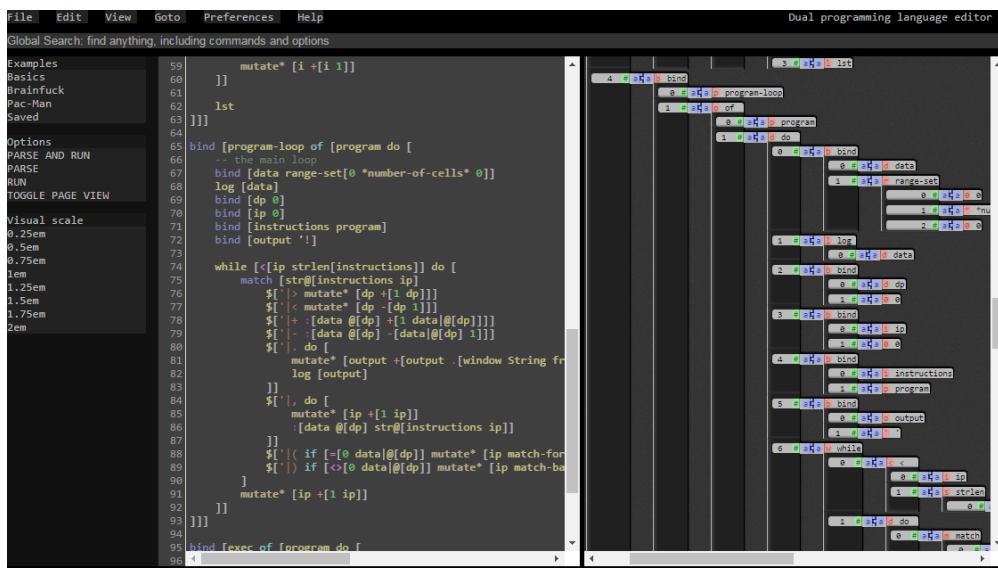 File Edit View Goto Preferences Help Dual programming language editor
Global Search: find anything, including commands and options
Examples
Basics
Brainfuck
Pac-Man
Saved
Options
PARSE AND RUN
PARSE
RUN
TOGGLE PAGE VIEW
Visual scale
0.25em
0.5em
0.75em
1em
1.25em
1.5em
1.75em
2em
59 mutate* [i +[i 1]]
60 ]]
61
62 lst
63 ]]]
64
65 bind [program-loop of [program do [
66 -- the main loop
67 bind [data range-set[0 *number-of-cells* 0]]
68 log [data]
69 bind [dp 0]
70 bind [ip 0]
71 bind [instructions program]
72 bind [output '!]
73
74 while [<[ip strlen[instructions]] do [
75 match [str@[instructions ip]
76 $['|> mutate* [dp +[1 dp]]]
77 $['|< mutate* [dp -[dp 1]]]
78 $['|+ :[data @[dp] +[1 data|@[dp]]]]
79 $['|- :[data @[dp] -[data|@[dp] 1]]]
80 $['|. do [
81 mutate* [output +[output .[window String fr
82 log [output]
83 ]]
84 $['|, do [
85 mutate* [ip +[1 ip]]
86 :[data @[dp] str@[instructions ip]]
87 ]]
88 $['|( if [=[0 data|@[dp]] mutate* [ip match-for
89 $['|) if [<>[0 data|@[dp]] mutate* [ip match-ba
90 ]
91 mutate* [ip +[1 ip]]
92 ]]
93 ]]]
94
95 bind [exec of [program do [
96
3 # a a l lst
4 # a a b bind
0 # a a p program-loop
1 # a a o of
0 # a a p program
1 # a a d do
0 # a a b bind
0 # a a d data
1 # a a r range-set
0 # a a 0 0
1 # a a * *nu
2 # a a 0 0
1 # a a l log
0 # a a d data
2 # a a b bind
0 # a a d dp
1 # a a 0 0
3 # a a b bind
0 # a a i ip
1 # a a 0 0
4 # a a b bind
0 # a a i instructions
1 # a a p program
5 # a a b bind
0 # a a o output
1 # a a ' '
6 # a a w while
0 # a a < <
0 # a a i ip
1 # a a s strlen
0 #
1 # a a d do
0 # a a m match